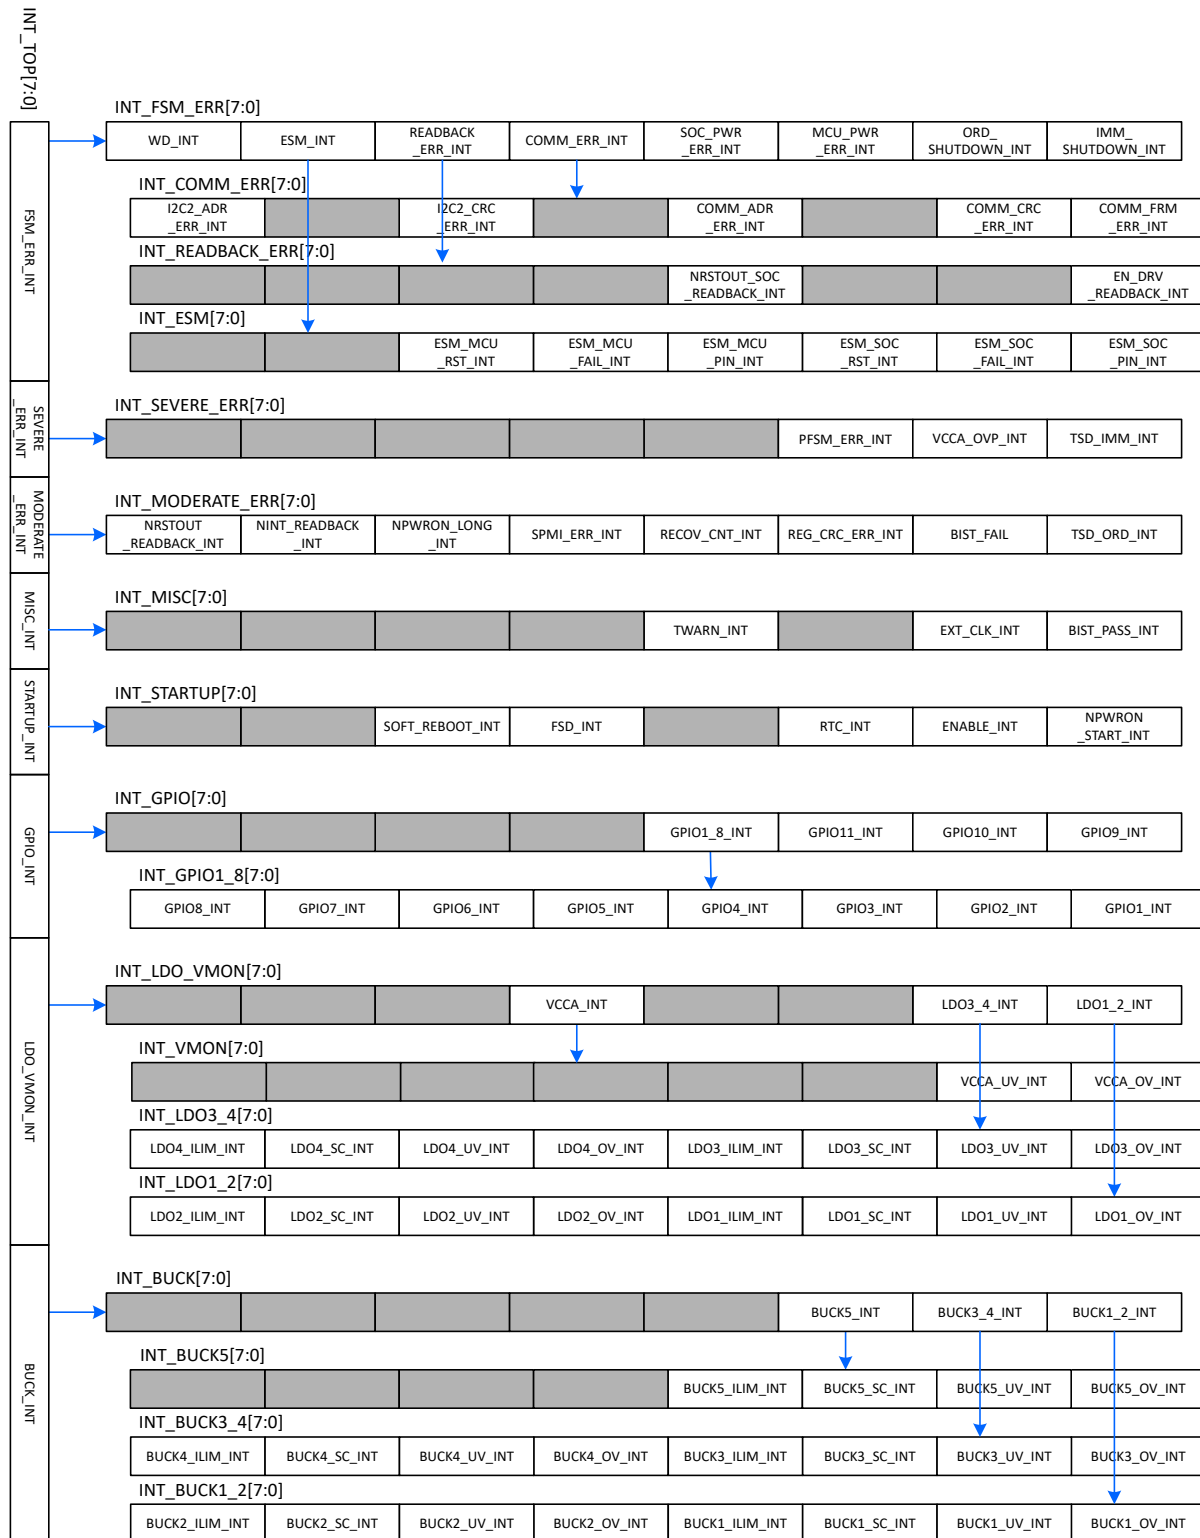 INT_TOP[7:0]
INT_FSM_ERR[7:0]
FSM_ERR_INT
WD_INT
ESM_INT
READBACK
_ERR_INT
COMM_ERR_INT
SOC_PWR
_ERR_INT
MCU_PWR
_ERR_INT
ORD_
SHUTDOWN_INT
IMM_
SHUTDOWN_INT
INT_COMM_ERR[7:0]
I2C2_ADR
_ERR_INT
I2C2_CRC
_ERR_INT
COMM_ADR
_ERR_INT
COMM_CRC
_ERR_INT
COMM_FRM
_ERR_INT
INT_READBACK_ERR[7:0]
NRSTOUT_SOC
_READBACK_INT
EN_DRV
_READBACK_INT
INT_ESM[7:0]
ESM_MCU
_RST_INT
ESM_MCU
_FAIL_INT
ESM_MCU
_PIN_INT
ESM_SOC
_RST_INT
ESM_SOC
_FAIL_INT
ESM_SOC
_PIN_INT
SEVERE
_ERR_INT
INT_SEVERE_ERR[7:0]
PFSM_ERR_INT
VCCA_OVP_INT
TSD_IMM_INT
MODERATE
_ERR_INT
INT_MODERATE_ERR[7:0]
NRSTOUT
_READBACK_INT
NINT_READBACK
_INT
NPWRON_LONG
_INT
SPMI_ERR_INT
RECOV_CNT_INT
REG_CRC_ERR_INT
BIST_FAIL
TSD_ORD_INT
MISC_INT
INT_MISC[7:0]
TWARN_INT
EXT_CLK_INT
BIST_PASS_INT
STARTUP_INT
INT_STARTUP[7:0]
SOFT_REBOOT_INT
FSD_INT
RTC_INT
ENABLE_INT
NPWRON
_START_INT
GPIO_INT
INT_GPIO[7:0]
GPIO1_8_INT
GPIO11_INT
GPIO10_INT
GPIO9_INT
INT_GPIO1_8[7:0]
GPIO8_INT
GPIO7_INT
GPIO6_INT
GPIO5_INT
GPIO4_INT
GPIO3_INT
GPIO2_INT
GPIO1_INT
LDO_VMON_INT
INT_LDO_VMON[7:0]
VCCA_INT
LDO3_4_INT
LDO1_2_INT
INT_VMON[7:0]
VCCA_UV_INT
VCCA_OV_INT
INT_LDO3_4[7:0]
LDO4_ILIM_INT
LDO4_SC_INT
LDO4_UV_INT
LDO4_OV_INT
LDO3_ILIM_INT
LDO3_SC_INT
LDO3_UV_INT
LDO3_OV_INT
INT_LDO1_2[7:0]
LDO2_ILIM_INT
LDO2_SC_INT
LDO2_UV_INT
LDO2_OV_INT
LDO1_ILIM_INT
LDO1_SC_INT
LDO1_UV_INT
LDO1_OV_INT
BUCK_INT
INT_BUCK[7:0]
BUCK5_INT
BUCK3_4_INT
BUCK1_2_INT
INT_BUCK5[7:0]
BUCK5_ILIM_INT
BUCK5_SC_INT
BUCK5_UV_INT
BUCK5_OV_INT
INT_BUCK3_4[7:0]
BUCK4_ILIM_INT
BUCK4_SC_INT
BUCK4_UV_INT
BUCK4_OV_INT
BUCK3_ILIM_INT
BUCK3_SC_INT
BUCK3_UV_INT
BUCK3_OV_INT
INT_BUCK1_2[7:0]
BUCK2_ILIM_INT
BUCK2_SC_INT
BUCK2_UV_INT
BUCK2_OV_INT
BUCK1_ILIM_INT
BUCK1_SC_INT
BUCK1_UV_INT
BUCK1_OV_INT